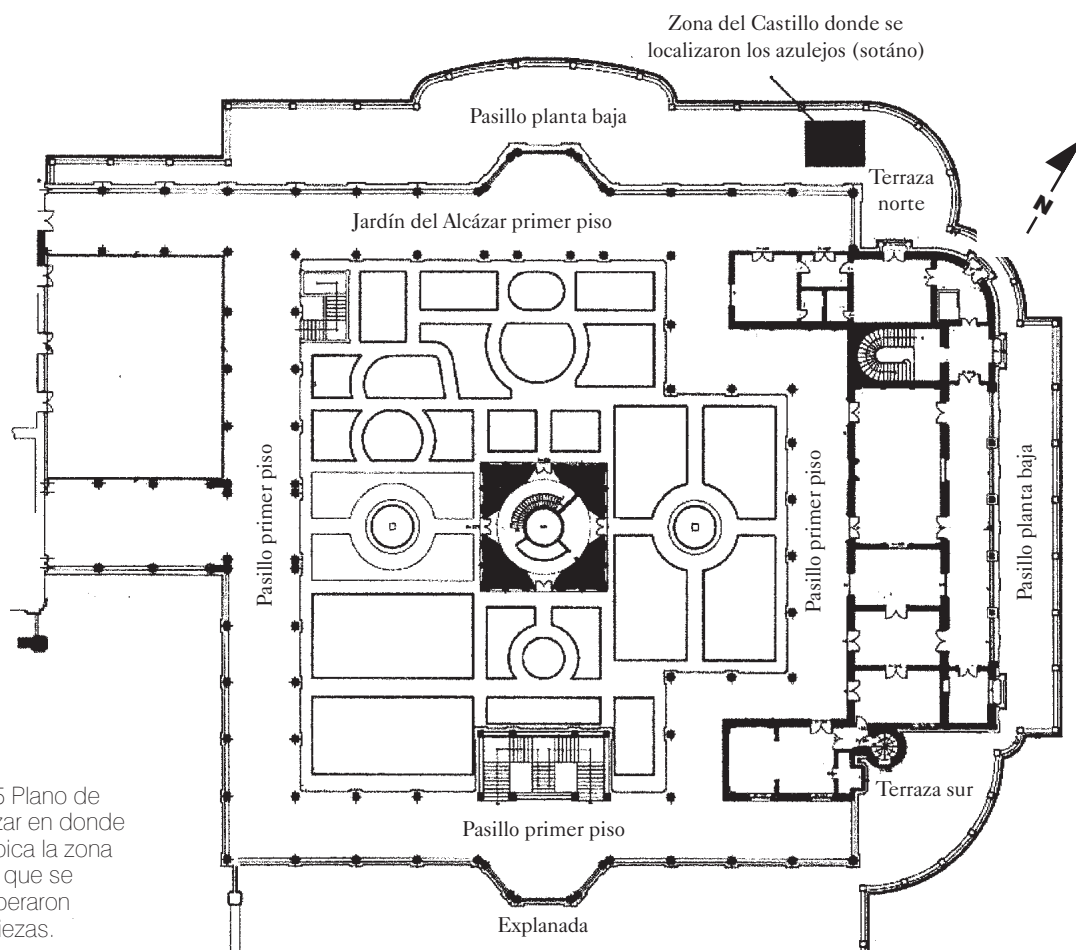 Zona del Castillo donde se
localizaron los azulejos (sotáno)
Pasillo planta baja
Terraza
norte
N
Jardín del Alcázar primer piso
Pasillo primer piso
Pasillo primer piso
Pasillo planta baja
Terraza sur
Pasillo primer piso
Explanada
5 Plano de
zar en donde
bica la zona
que se
peraron
iezas.